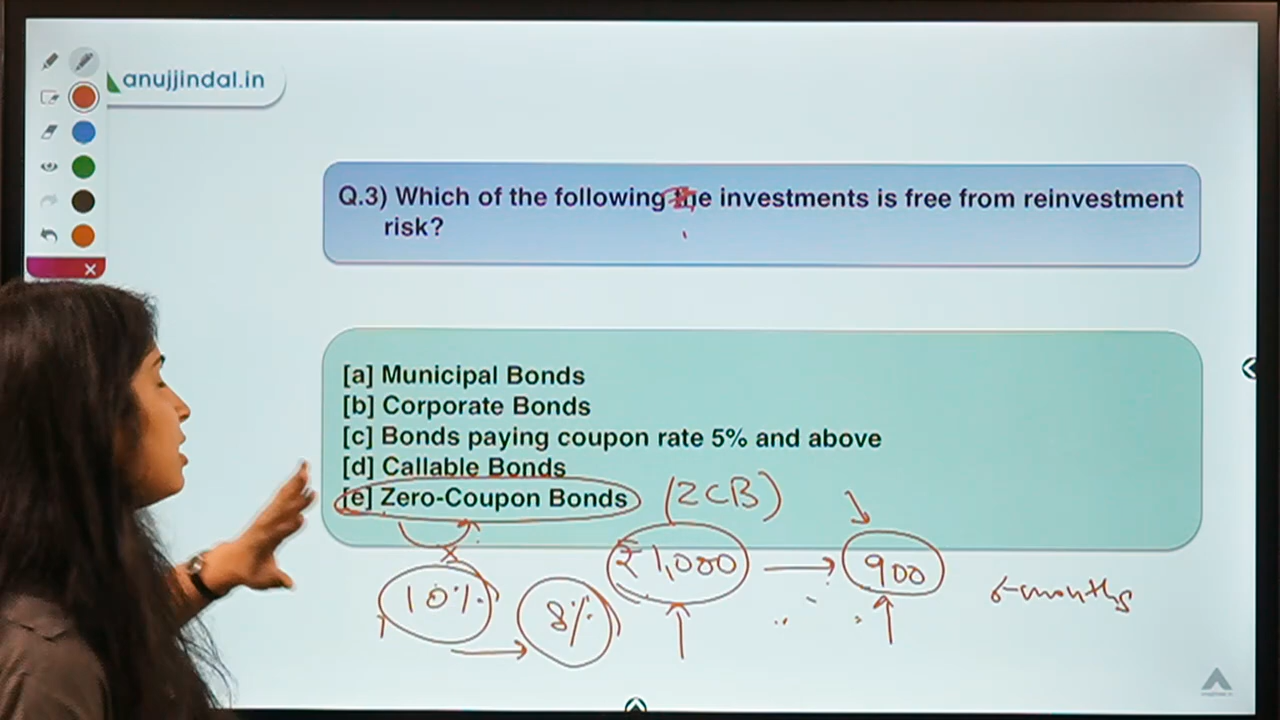 anujjindal.in
Q.3) Which of the following the investments is free from reinvestment
risk?
[a] Municipal Bonds
[b] Corporate Bonds
[c] Bonds paying coupon rate 5% and above
[d] Callable Bonds
[e] Zero-Coupon Bonds (ZCB)
₹1,000 900
10% 8% 6-months